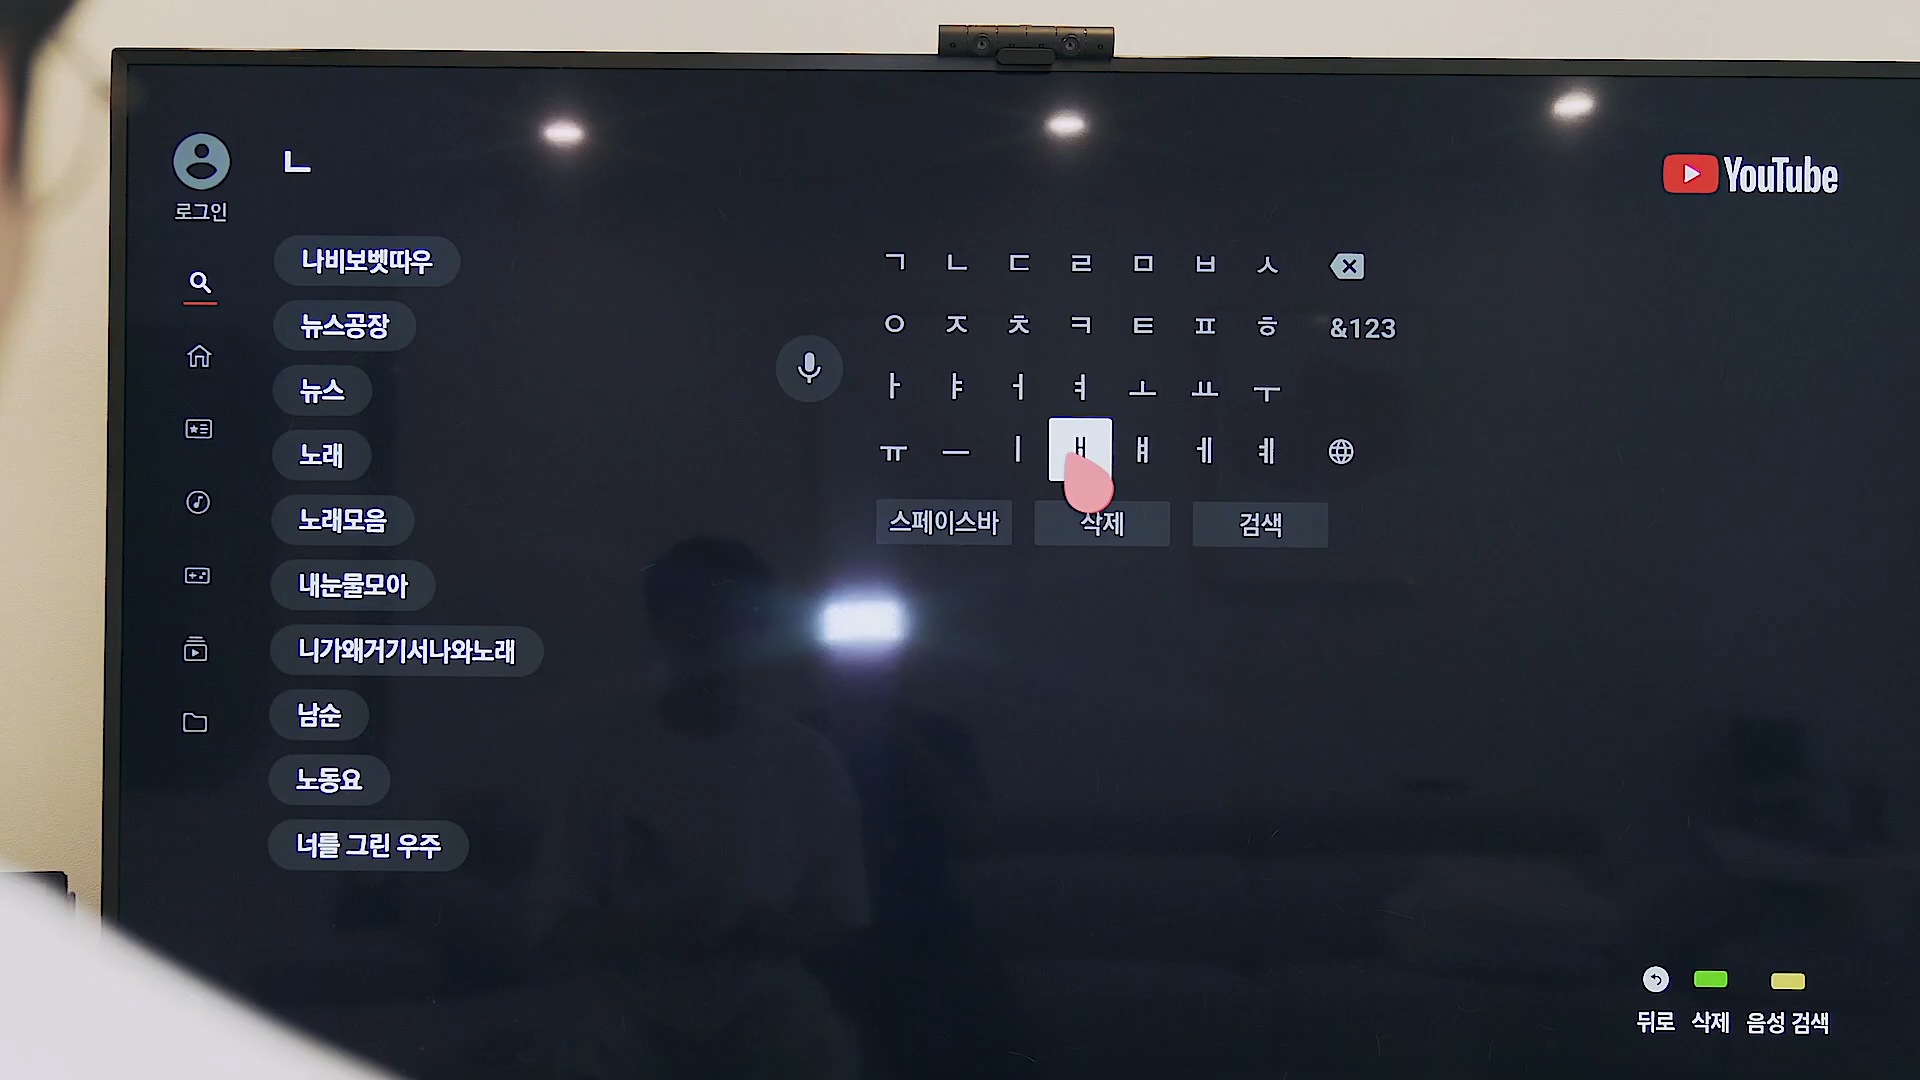 ㄴ
YouTube
로그인
나비보벳따우
뉴스공장
뉴스
노래
노래모음
내눈물모아
니가왜거기서나와노래
남순
노동요
너를 그린 우주
ㄱ ㄴ ㄷ ㄹ ㅁ ㅂ ㅅ
ㅇ ㅈ ㅊ ㅋ ㅌ ㅍ ㅎ &123
ㅏ ㅑ ㅓ ㅕ ㅗ ㅛ ㅜ
ㅠ ㅡ ㅣ ㅐ ㅒ ㅔ ㅖ
스페이스바 삭제 검색
뒤로 삭제 음성 검색